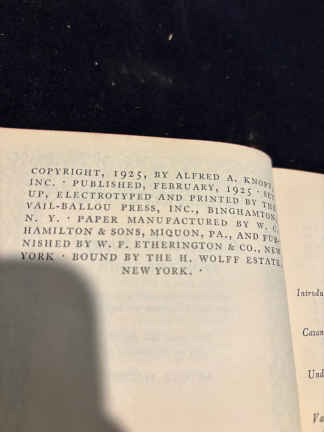 COPYRIGHT, 1925, BY ALFRED A. KNOPF,
INC. · PUBLISHED, FEBRUARY, 1925 · SET
UP, ELECTROTYPED AND PRINTED BY THE
VAIL-BALLOU PRESS, INC., BINGHAMTON,
N. Y. · PAPER MANUFACTURED BY W. C.
HAMILTON & SONS, MIQUON, PA., AND FUR-
NISHED BY W. F. ETHERINGTON & CO., NEW
YORK · BOUND BY THE H. WOLFF ESTATE,
NEW YORK. ·
Introdu
Und
Va